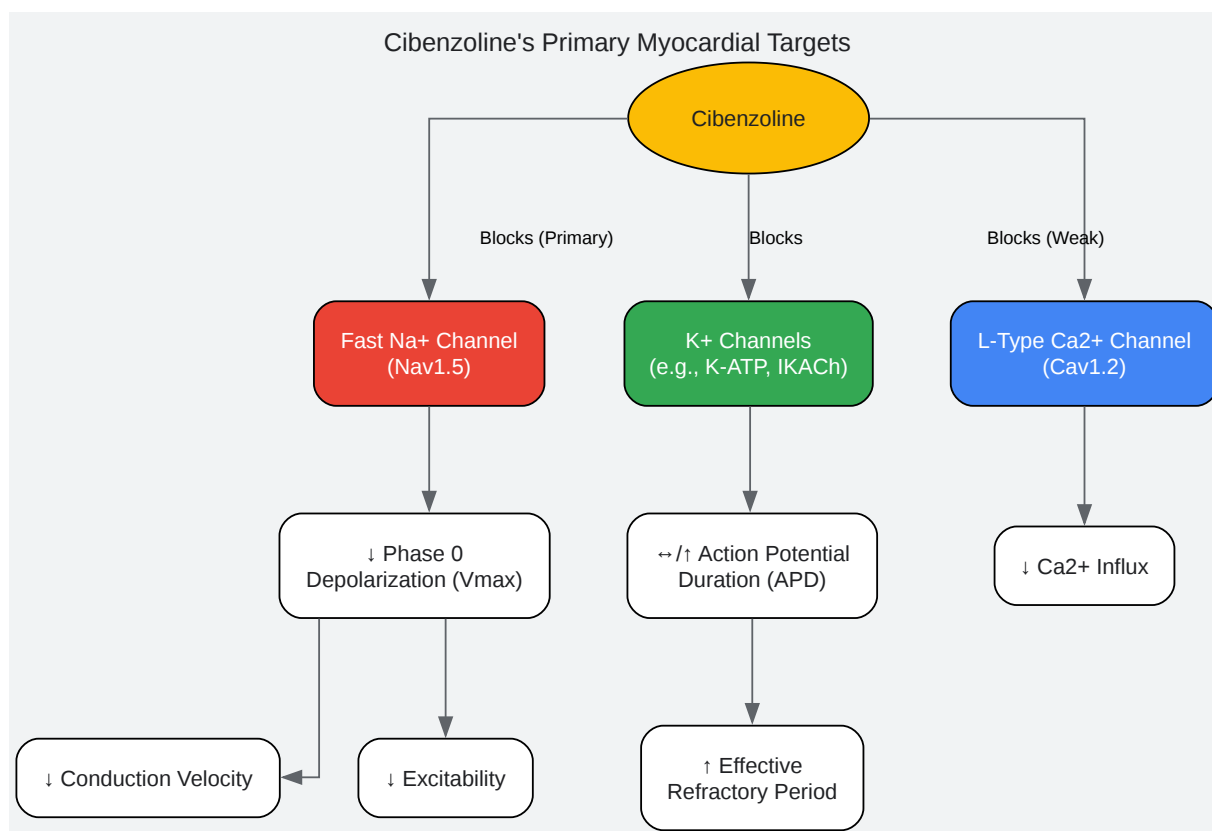 Cibenzoline's Primary Myocardial Targets
Cibenzoline
Blocks (Primary)
Blocks
Blocks (Weak)
Fast Na+ Channel
(Nav1.5)
K+ Channels
(e.g., K-ATP, IKACh)
L-Type Ca2+ Channel
(Cav1.2)
↓ Phase 0
Depolarization (Vmax)
↔/↑ Action Potential
Duration (APD)
↓ Ca2+ Influx
↓ Conduction Velocity
↓ Excitability
↑ Effective
Refractory Period